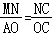 MN/AO = NC/OC